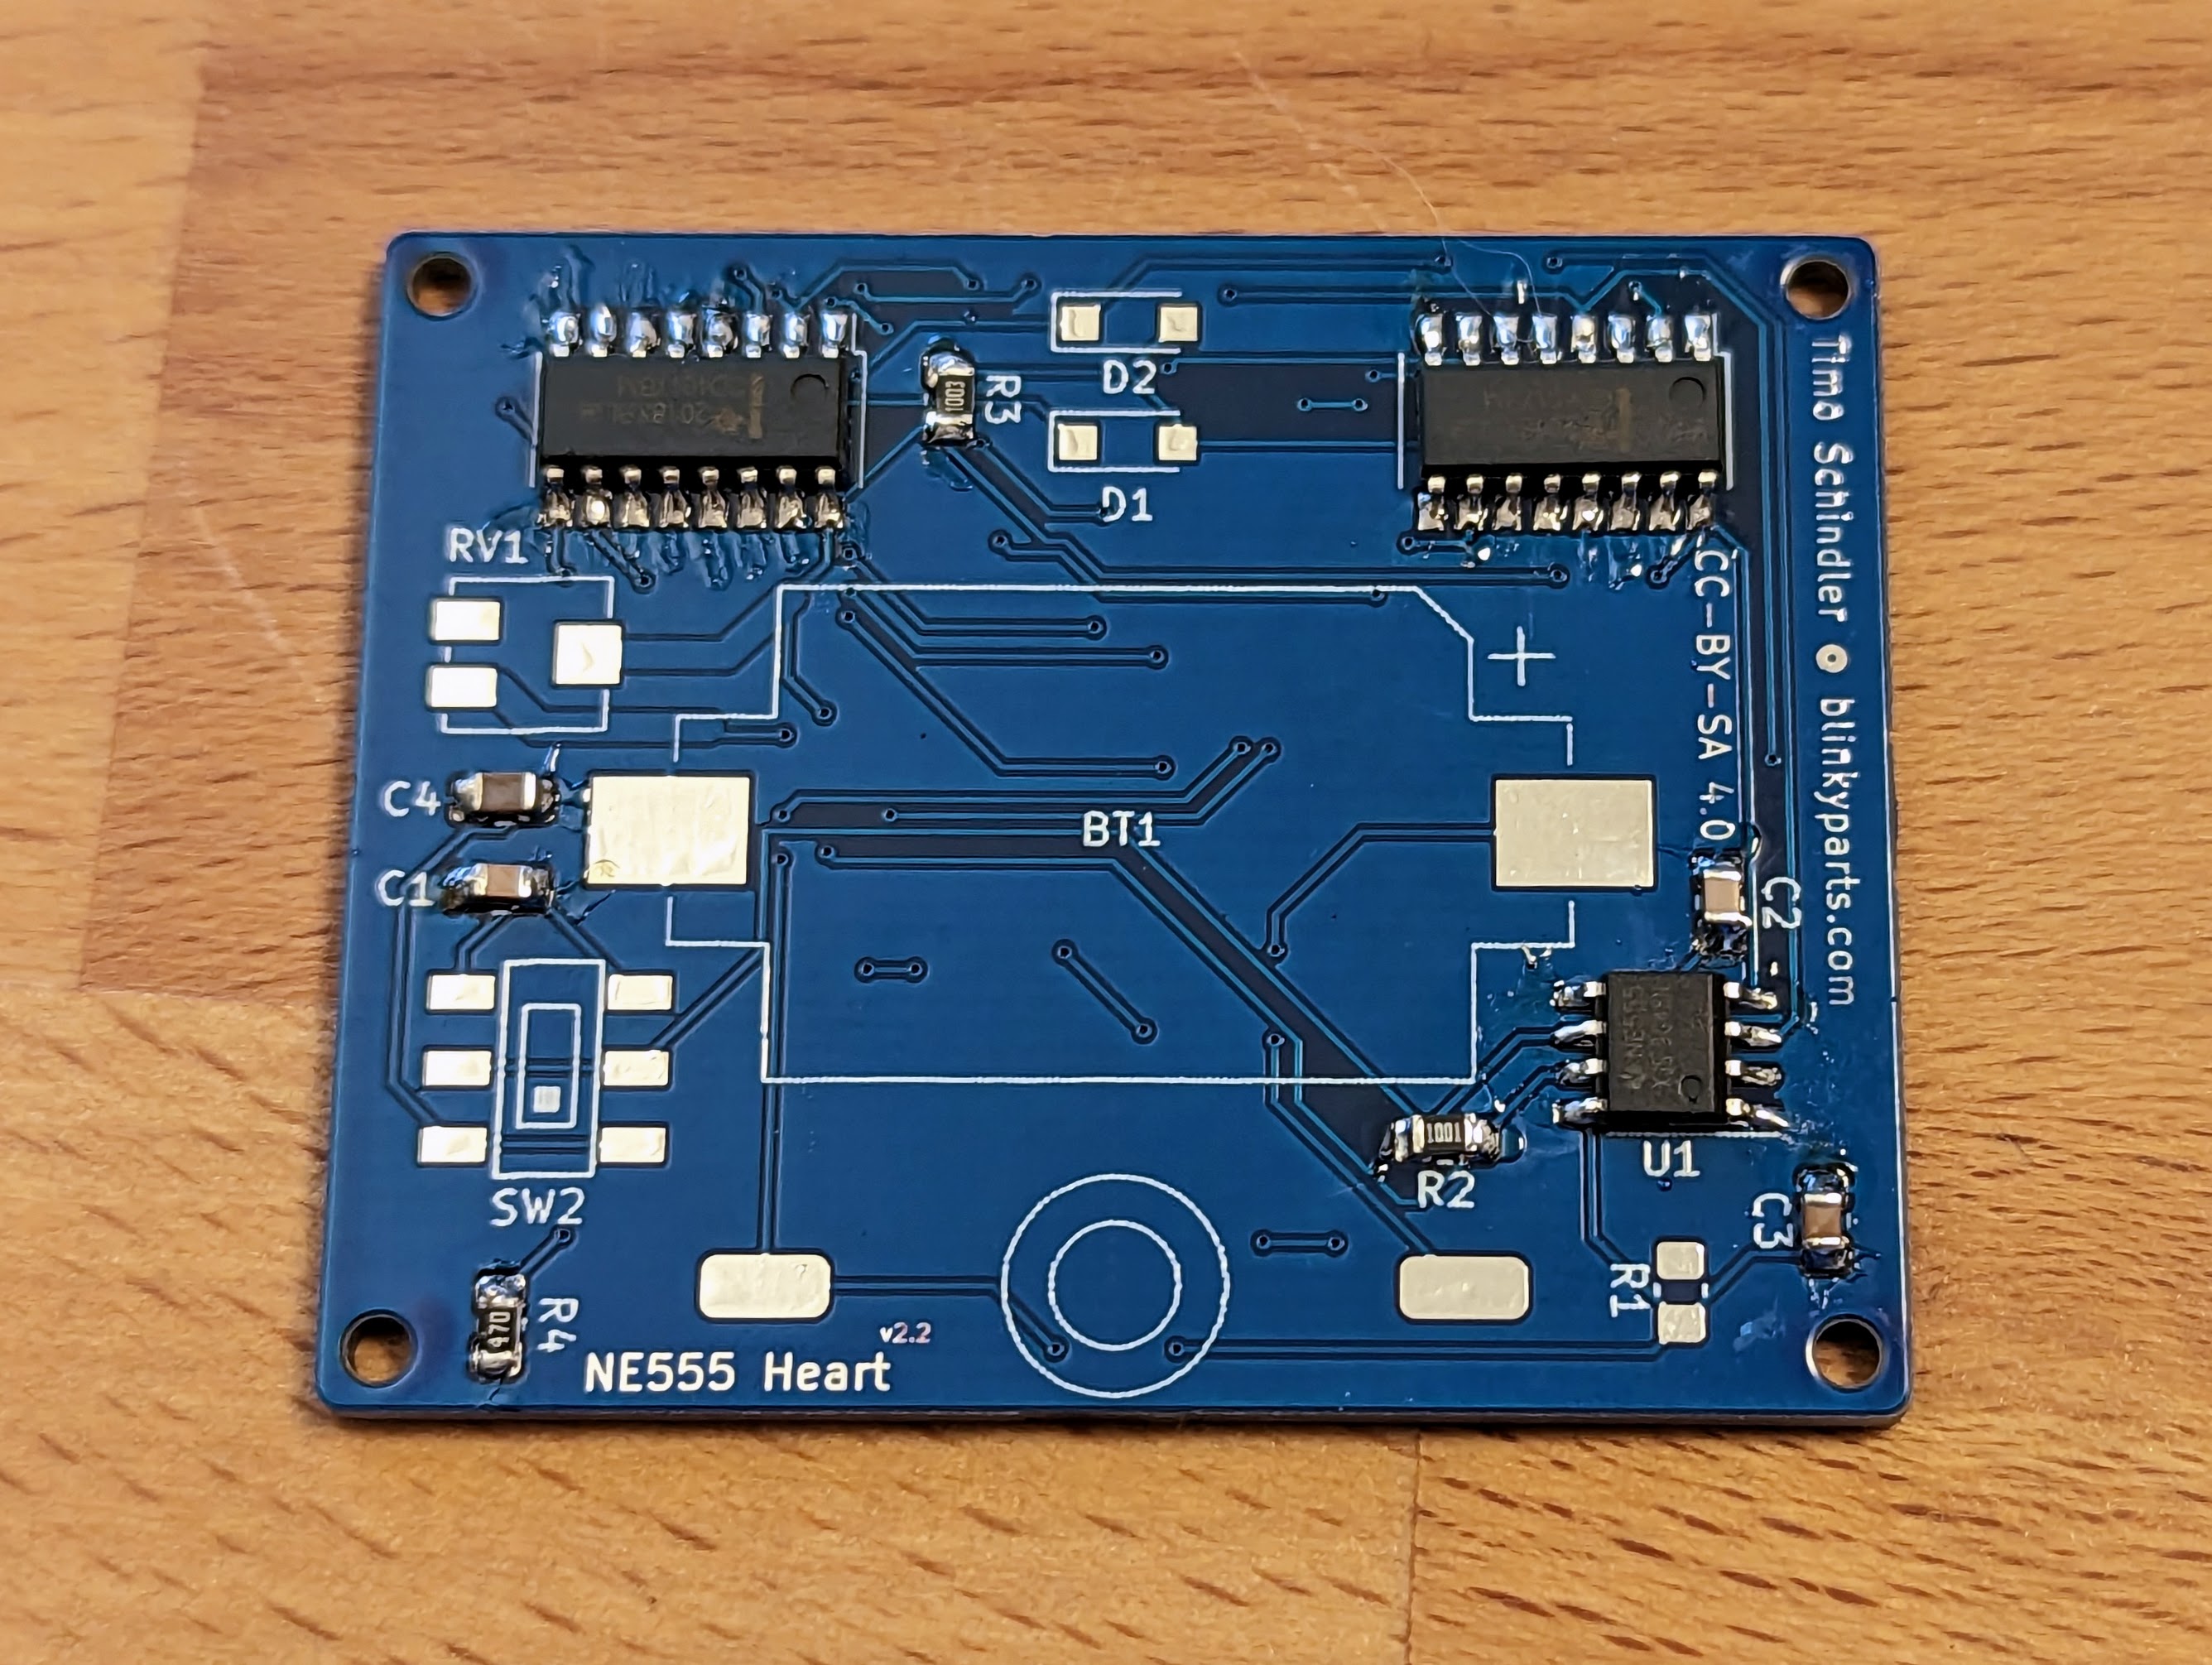 D2
R3
1003
D1
RV1
Timo Schindler blinkyparts.com
CC-BY-SA 4.0
+
C4
BT1
C1
C2
NE555
1001
R2
U1
SW2
C3
R1
R4
470
v2.2
NE555 Heart